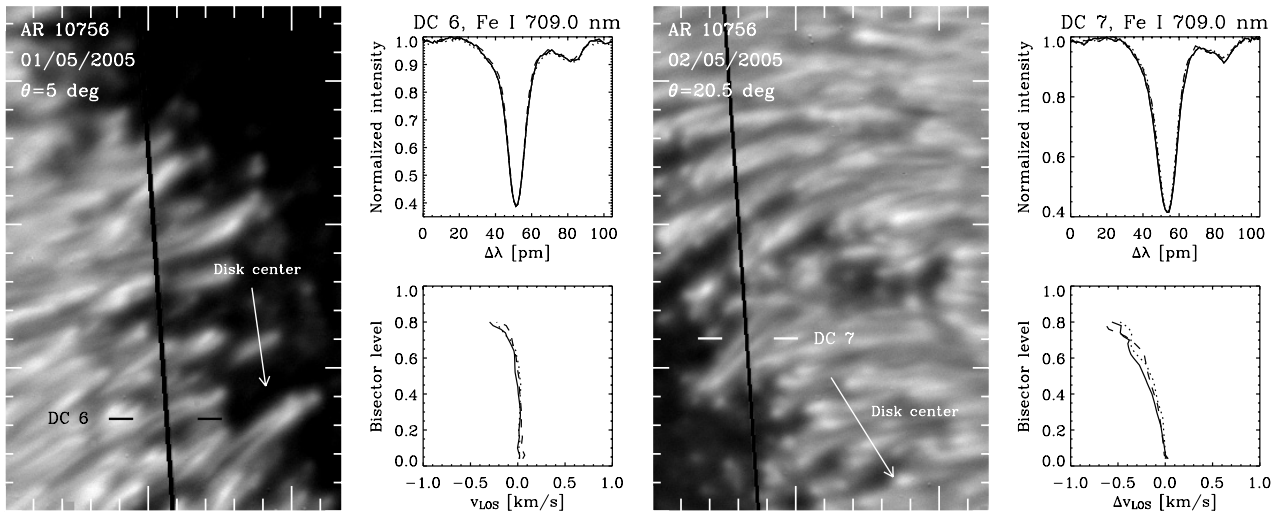 AR 10756
01/05/2005
θ=5 deg
Disk center
DC 6
DC 6, Fe I 709.0 nm
Normalized intensity
1.0
0.9
0.8
0.7
0.6
0.5
0.4
0 20 40 60 80 100
Δλ [pm]
Bisector level
1.0
0.8
0.6
0.4
0.2
0.0
-1.0 -0.5 0.0 0.5 1.0
vLOS [km/s]
AR 10756
02/05/2005
θ=20.5 deg
DC 7
Disk center
DC 7, Fe I 709.0 nm
Normalized intensity
1.0
0.8
0.6
0.4
0 20 40 60 80 100
Δλ [pm]
Bisector level
1.0
0.8
0.6
0.4
0.2
0.0
-1.0 -0.5 0.0 0.5 1.0
ΔvLOS [km/s]